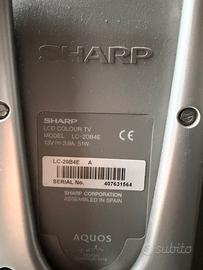 SHARP
SHARP
LCD COLOUR TV
MODEL LC-20B4E
13V⎓ 3.8A, 51W
LC-20B4E A
SERIAL No. 407631564
SHARP CORPORATION
ASSEMBLED IN SPAIN
AQUOS
subito